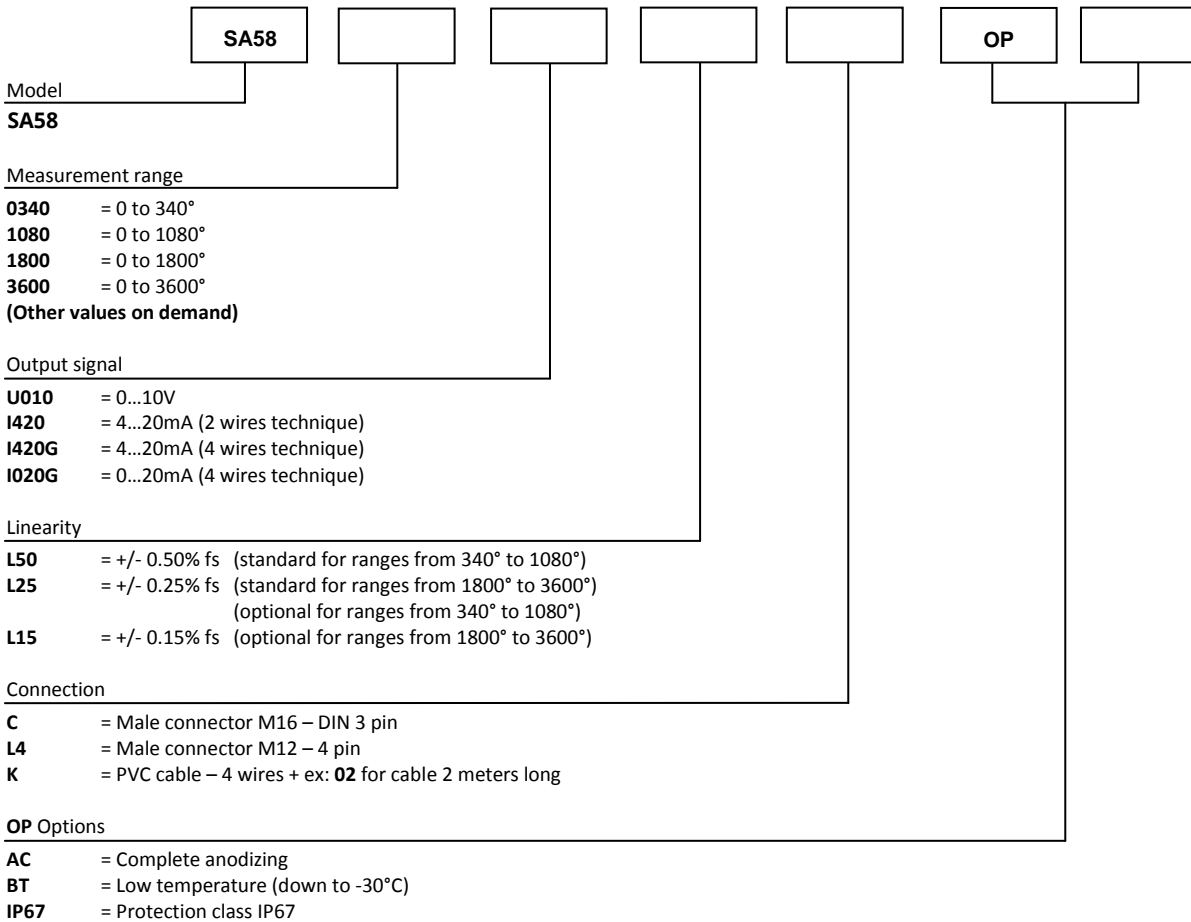 SA58 OP
Model
SA58
Measurement range
0340 = 0 to 340°
1080 = 0 to 1080°
1800 = 0 to 1800°
3600 = 0 to 3600°
(Other values on demand)
Output signal
U010 = 0...10V
I420 = 4...20mA (2 wires technique)
I420G = 4...20mA (4 wires technique)
I020G = 0...20mA (4 wires technique)
Linearity
L50 = +/- 0.50% fs (standard for ranges from 340° to 1080°)
L25 = +/- 0.25% fs (standard for ranges from 1800° to 3600°)
(optional for ranges from 340° to 1080°)
L15 = +/- 0.15% fs (optional for ranges from 1800° to 3600°)
Connection
C = Male connector M16 – DIN 3 pin
L4 = Male connector M12 – 4 pin
K = PVC cable – 4 wires + ex: 02 for cable 2 meters long
OP Options
AC = Complete anodizing
BT = Low temperature (down to -30°C)
IP67 = Protection class IP67